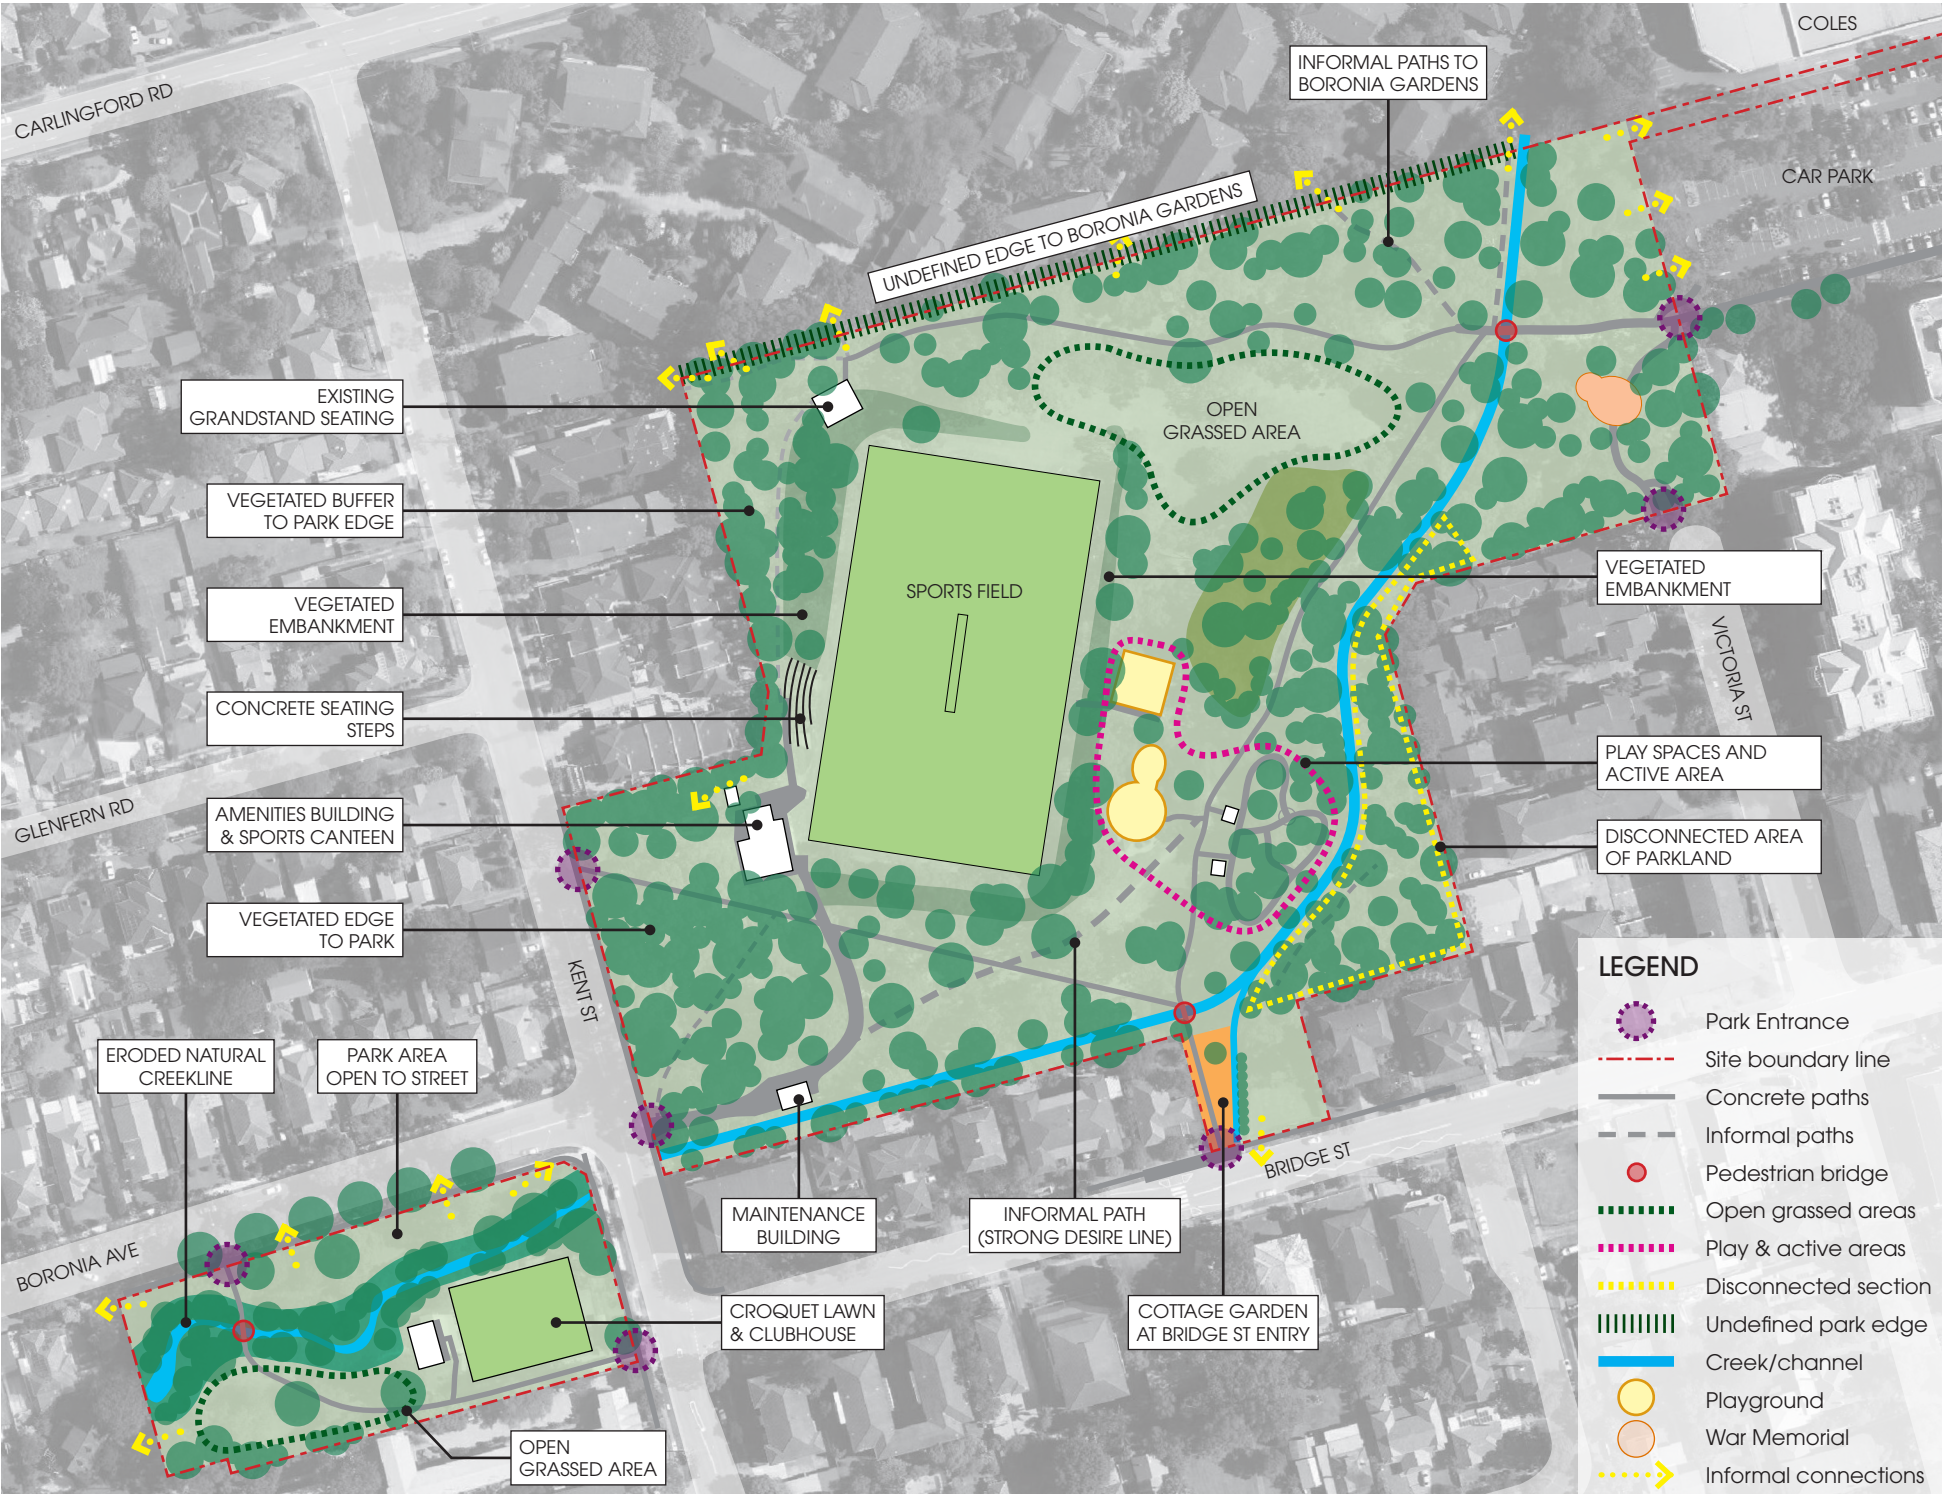 COLES
INFORMAL PATHS TO
BORONIA GARDENS
CARLINGFORD RD
CAR PARK
UNDEFINED EDGE TO BORONIA GARDENS
EXISTING
GRANDSTAND SEATING
OPEN
GRASSED AREA
VEGETATED BUFFER
TO PARK EDGE
VEGETATED
EMBANKMENT
SPORTS FIELD
VEGETATED
EMBANKMENT
VICTORIA ST
CONCRETE SEATING
STEPS
PLAY SPACES AND
ACTIVE AREA
GLENFERN RD
AMENITIES BUILDING
& SPORTS CANTEEN
DISCONNECTED AREA
OF PARKLAND
VEGETATED EDGE
TO PARK
KENT ST
ERODED NATURAL
CREEKLINE
PARK AREA
OPEN TO STREET
BRIDGE ST
MAINTENANCE
BUILDING
INFORMAL PATH
(STRONG DESIRE LINE)
BORONIA AVE
CROQUET LAWN
& CLUBHOUSE
COTTAGE GARDEN
AT BRIDGE ST ENTRY
OPEN
GRASSED AREA
LEGEND
Park Entrance
Site boundary line
Concrete paths
Informal paths
Pedestrian bridge
Open grassed areas
Play & active areas
Disconnected section
Undefined park edge
Creek/channel
Playground
War Memorial
Informal connections